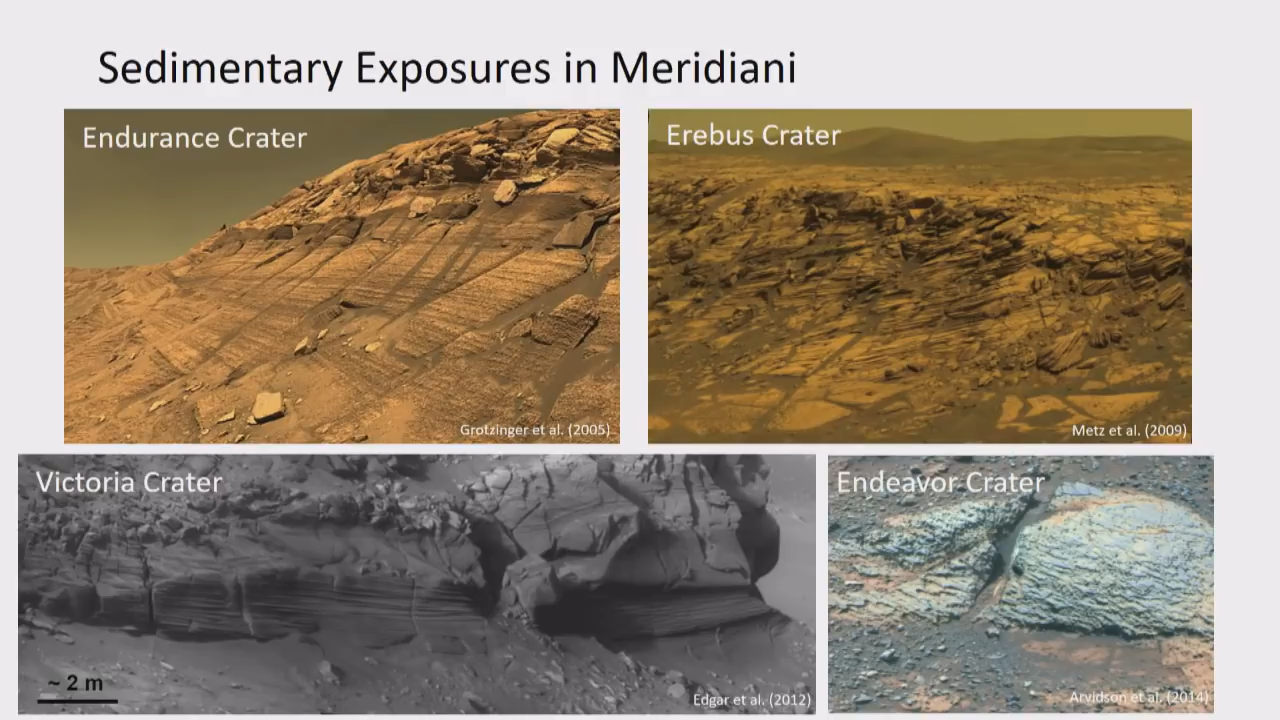 Sedimentary Exposures in Meridiani
Endurance Crater
Erebus Crater
Grotzinger et al. (2005)
Metz et al. (2009)
Victoria Crater
Endeavor Crater
~ 2 m
Edgar et al. (2012)
Arvidson et al. (2014)